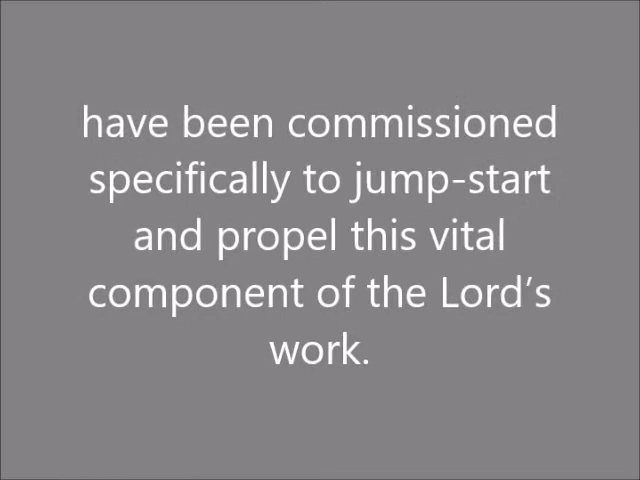 have been commissioned
specifically to jump-start
and propel this vital
component of the Lord’s
work.